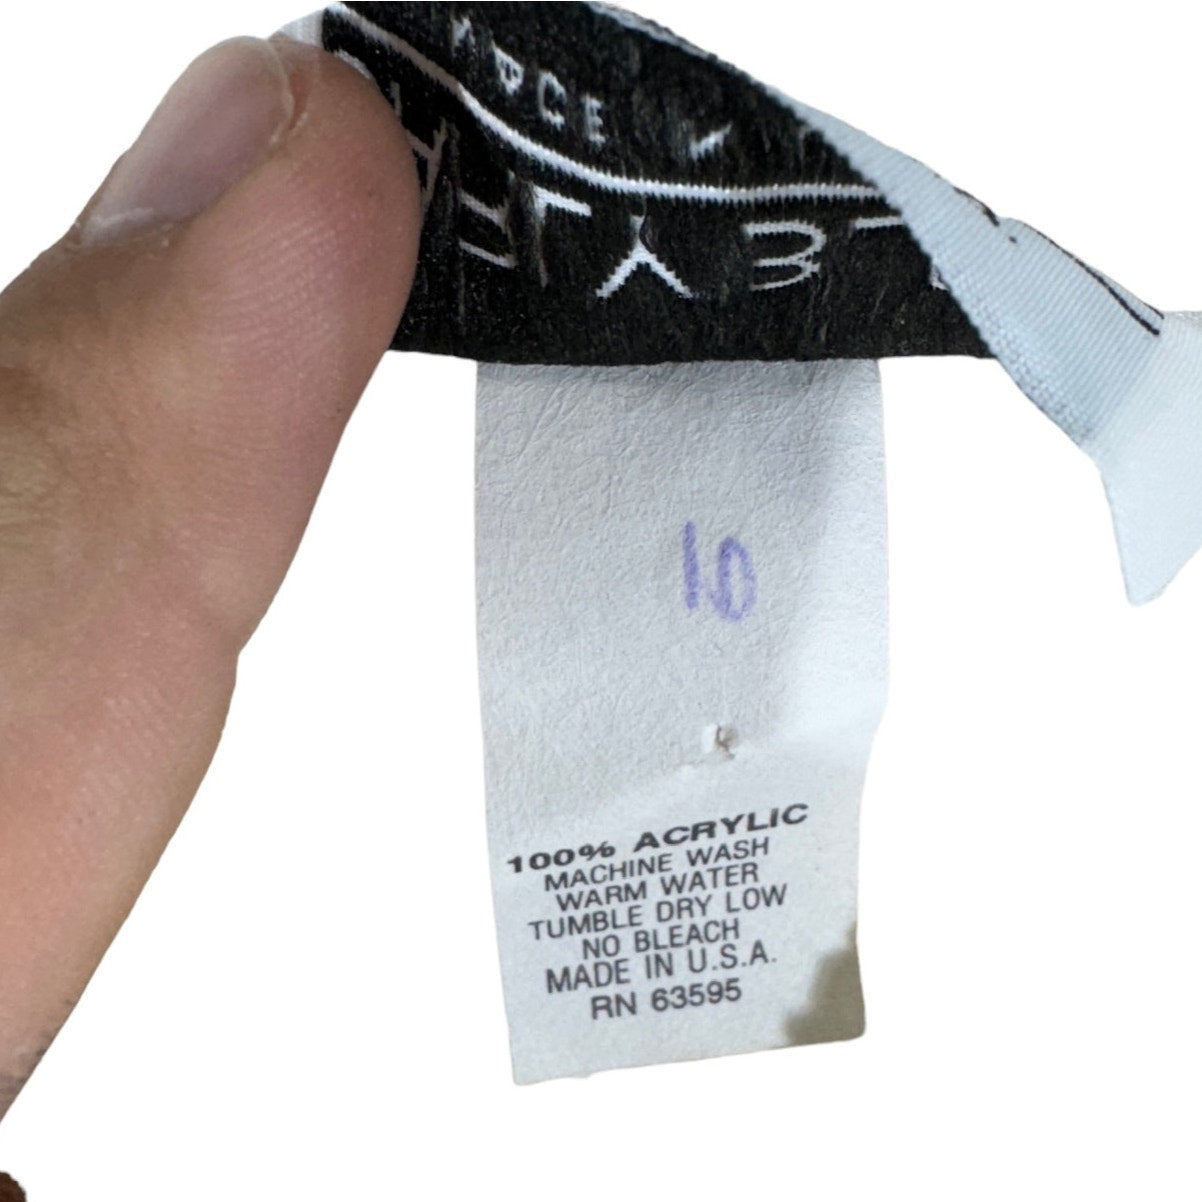 10
100% ACRYLIC
MACHINE WASH
WARM WATER
TUMBLE DRY LOW
NO BLEACH
MADE IN U.S.A.
RN 63595